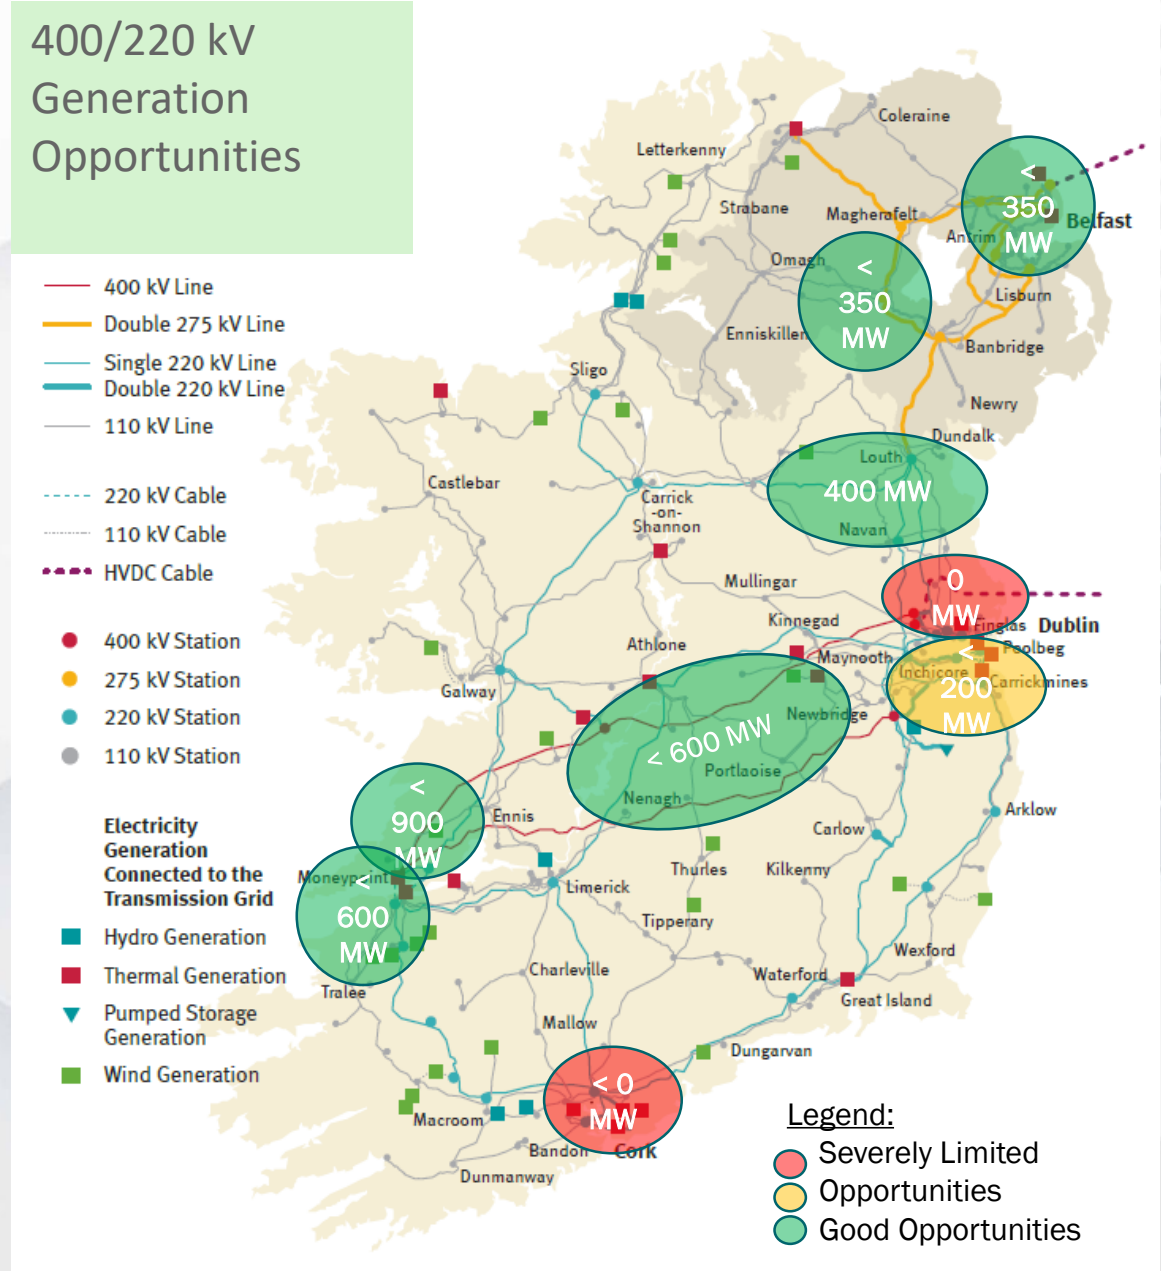 400/220 kV
Generation
Opportunities
400 kV Line
Double 275 kV Line
Single 220 kV Line
Double 220 kV Line
110 kV Line
220 kV Cable
110 kV Cable
HVDC Cable
400 kV Station
275 kV Station
220 kV Station
110 kV Station
Electricity
Generation
Connected to the
Transmission Grid
Hydro Generation
Thermal Generation
Pumped Storage
Generation
Wind Generation
Coleraine
Letterkenny
Strabane
Magherafelt
Antrim
Belfast
<
350
MW
Omagh
<
350
MW
Lisburn
Enniskillen
Banbridge
Newry
Sligo
Dundalk
Louth
400 MW
Navan
Castlebar
Carrick
-on-
Shannon
Mullingar
Kinnegad
0
MW
Finglas
Dublin
Poolbeg
Athlone
Maynooth
Inchicore
Carrickmines
<
200
MW
Galway
Newbridge
< 600 MW
Portlaoise
Nenagh
<
900
MW
Ennis
Arklow
Carlow
Moneypoint
<
600
MW
Limerick
Thurles
Kilkenny
Tipperary
Wexford
Tralee
Charleville
Waterford
Great Island
Mallow
Dungarvan
Macroom
< 0
MW
Bandon
Cork
Dunmanway
Legend:
Severely Limited
Opportunities
Good Opportunities